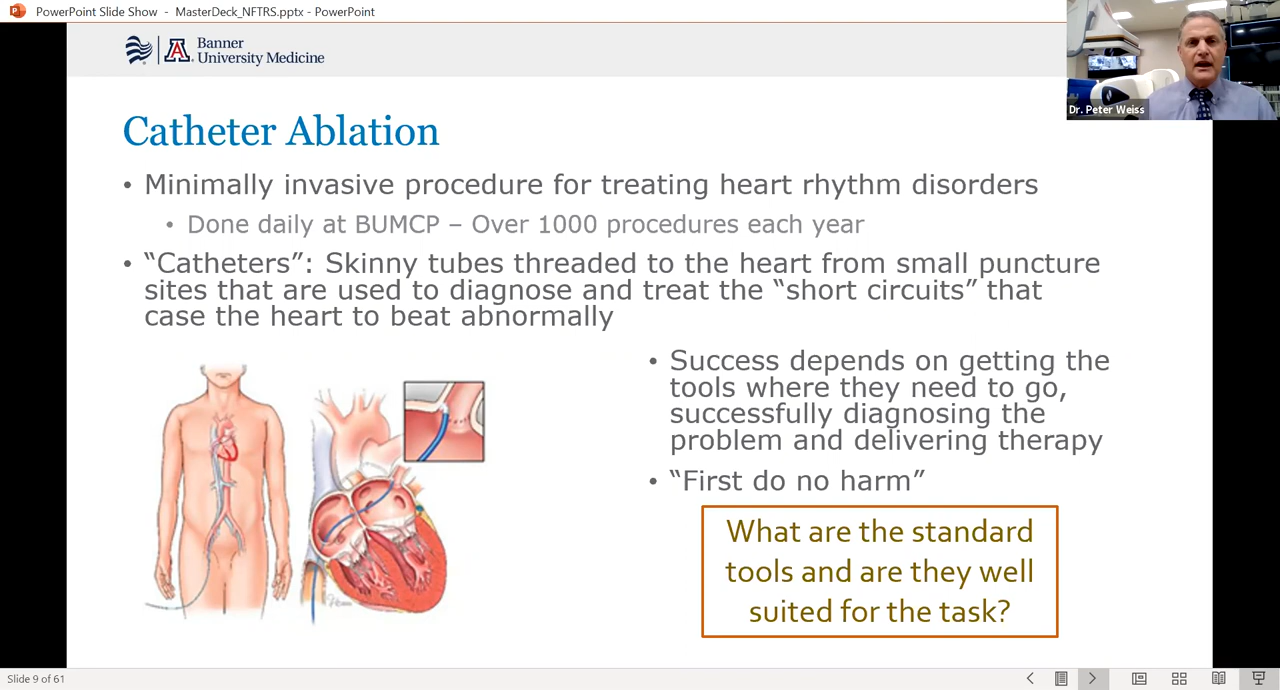 PowerPoint Slide Show - MasterDeck_NFTRS.pptx - PowerPoint
Banner
University Medicine
A
Dr. Peter Weiss
Catheter Ablation
• Minimally invasive procedure for treating heart rhythm disorders
• Done daily at BUMCP – Over 1000 procedures each year
• “Catheters”: Skinny tubes threaded to the heart from small puncture
sites that are used to diagnose and treat the “short circuits” that
case the heart to beat abnormally
• Success depends on getting the
tools where they need to go,
successfully diagnosing the
problem and delivering therapy
• “First do no harm”
What are the standard
tools and are they well
suited for the task?
Slide 9 of 61